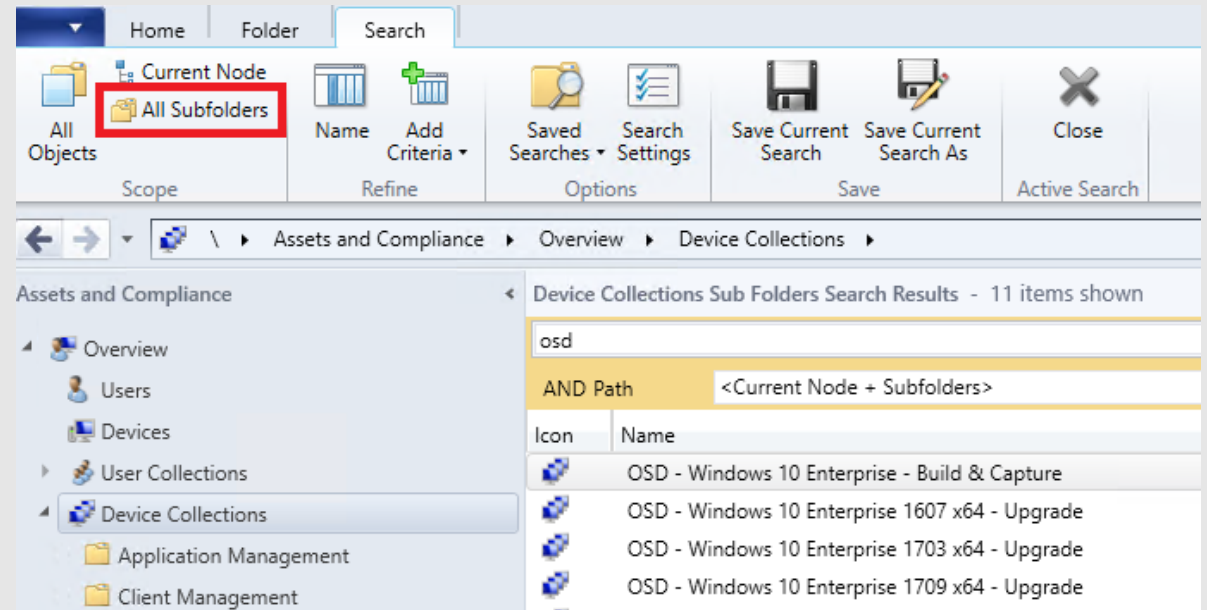 Home Folder Search
All Objects
Current Node
All Subfolders
Scope
Name
Add Criteria
Refine
Saved Searches
Search Settings
Options
Save Current Search
Save Current Search As
Save
Close
Active Search
\ Assets and Compliance Overview Device Collections
Assets and Compliance
Overview
Users
Devices
User Collections
Device Collections
Application Management
Client Management
Device Collections Sub Folders Search Results - 11 items shown
osd
AND Path <Current Node + Subfolders>
Icon Name
OSD - Windows 10 Enterprise - Build & Capture
OSD - Windows 10 Enterprise 1607 x64 - Upgrade
OSD - Windows 10 Enterprise 1703 x64 - Upgrade
OSD - Windows 10 Enterprise 1709 x64 - Upgrade